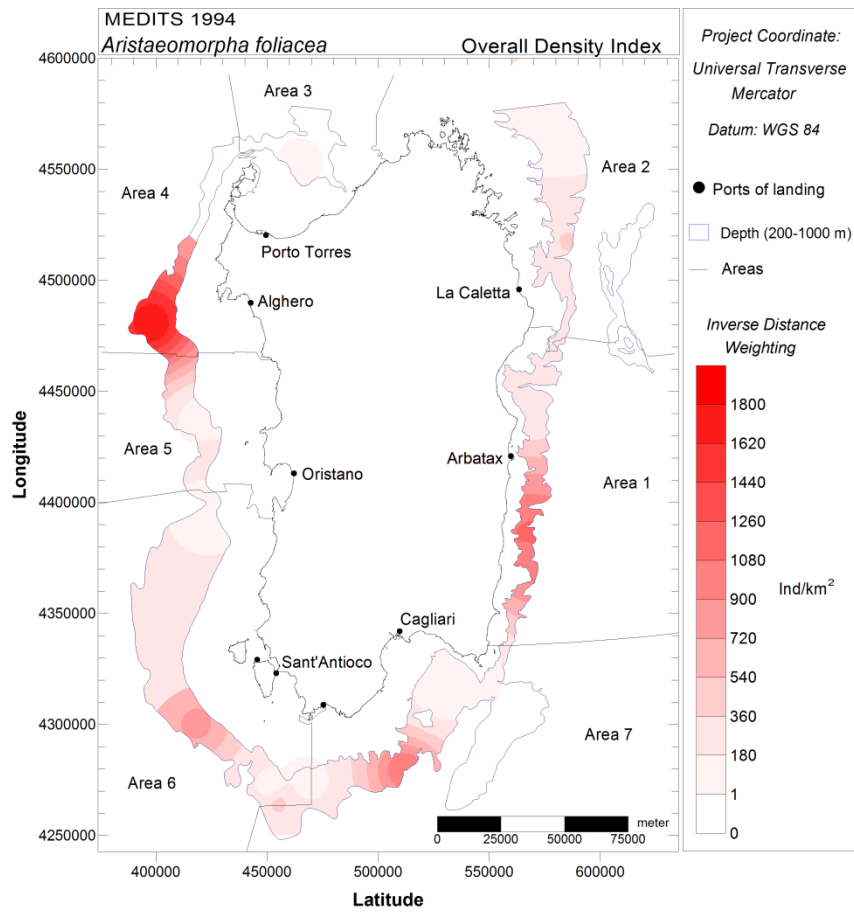 MEDITS 1994
Aristaeomorpha foliacea
Overall Density Index
Project Coordinate:
Universal Transverse
Mercator
Datum: WGS 84
Ports of landing
Depth (200-1000 m)
Areas
Inverse Distance
Weighting
1800
1620
1440
1260
1080
900
720
540
360
180
1
0
Ind/km²
4600000
4550000
4500000
4450000
4400000
4350000
4300000
4250000
Longitude
400000
450000
500000
550000
600000
Latitude
Area 3
Area 2
Area 4
Porto Torres
La Caletta
Alghero
Area 5
Oristano
Arbatax
Area 1
Cagliari
Sant'Antioco
Area 7
Area 6
meter
0
25000
50000
75000